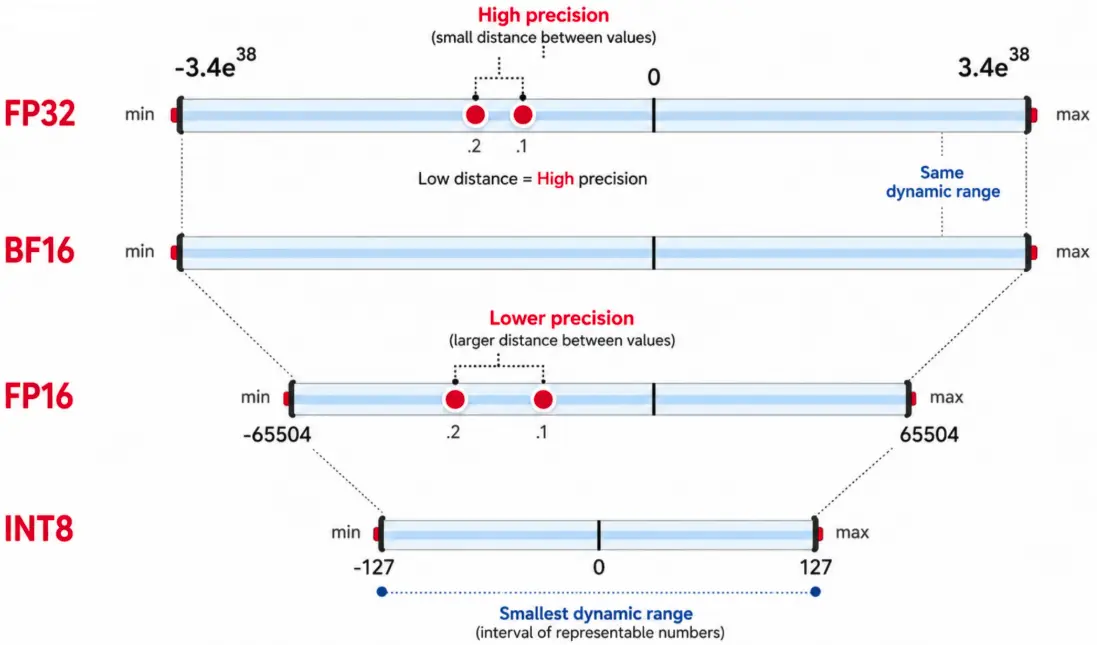 High precision
(small distance between values)
-3.4e³⁸
0
3.4e³⁸
FP32
min
max
.2
.1
Low distance = High precision
Same
dynamic range
BF16
min
max
Lower precision
(larger distance between values)
FP16
min
max
.2
.1
-65504
65504
INT8
min
max
-127
0
127
Smallest dynamic range
(interval of representable numbers)